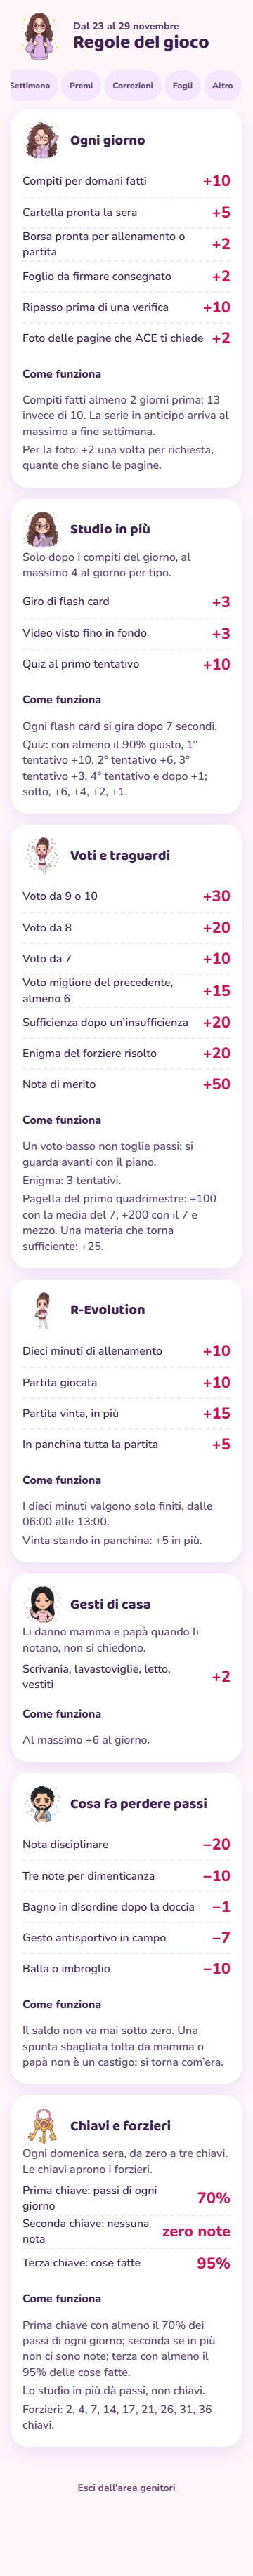 Dal 23 al 29 novembre
Regole del gioco
Settimana
Premi
Correzioni
Fogli
Altro
Ogni giorno
Compiti per domani fatti +10
Cartella pronta la sera +5
Borsa pronta per allenamento o
partita +2
Foglio da firmare consegnato +2
Ripasso prima di una verifica +10
Foto delle pagine che ACE ti chiede +2
Come funziona
Compiti fatti almeno 2 giorni prima: 13
invece di 10. La serie in anticipo arriva al
massimo a fine settimana.
Per la foto: +2 una volta per richiesta,
quante che siano le pagine.
Studio in più
Solo dopo i compiti del giorno, al
massimo 4 al giorno per tipo.
Giro di flash card +3
Video visto fino in fondo +3
Quiz al primo tentativo +10
Come funziona
Ogni flash card si gira dopo 7 secondi.
Quiz: con almeno il 90% giusto, 1°
tentativo +10, 2° tentativo +6, 3°
tentativo +3, 4° tentativo e dopo +1;
sotto, +6, +4, +2, +1.
Voti e traguardi
Voto da 9 o 10 +30
Voto da 8 +20
Voto da 7 +10
Voto migliore del precedente,
almeno 6 +15
Sufficienza dopo un'insufficienza +20
Enigma del forziere risolto +20
Nota di merito +50
Come funziona
Un voto basso non toglie passi: si
guarda avanti con il piano.
Enigma: 3 tentativi.
Pagella del primo quadrimestre: +100
con la media del 7, +200 con il 7 e
mezzo. Una materia che torna
sufficiente: +25.
R-Evolution
Dieci minuti di allenamento +10
Partita giocata +10
Partita vinta, in più +15
In panchina tutta la partita +5
Come funziona
I dieci minuti valgono solo finiti, dalle
06:00 alle 13:00.
Vinta stando in panchina: +5 in più.
Gesti di casa
Li danno mamma e papà quando li
notano, non si chiedono.
Scrivania, lavastoviglie, letto,
vestiti +2
Come funziona
Al massimo +6 al giorno.
Cosa fa perdere passi
Nota disciplinare −20
Tre note per dimenticanza −10
Bagno in disordine dopo la doccia −1
Gesto antisportivo in campo −7
Balla o imbroglio −10
Come funziona
Il saldo non va mai sotto zero. Una
spunta sbagliata tolta da mamma o
papà non è un castigo: si torna com'era.
Chiavi e forzieri
Ogni domenica sera, da zero a tre chiavi.
Le chiavi aprono i forzieri.
Prima chiave: passi di ogni
giorno 70%
Seconda chiave: nessuna
nota zero note
Terza chiave: cose fatte 95%
Come funziona
Prima chiave con almeno il 70% dei
passi di ogni giorno; seconda se in più
non ci sono note; terza con almeno il
95% delle cose fatte.
Lo studio in più dà passi, non chiavi.
Forzieri: 2, 4, 7, 14, 17, 21, 26, 31, 36
chiavi.
Esci dall'area genitori